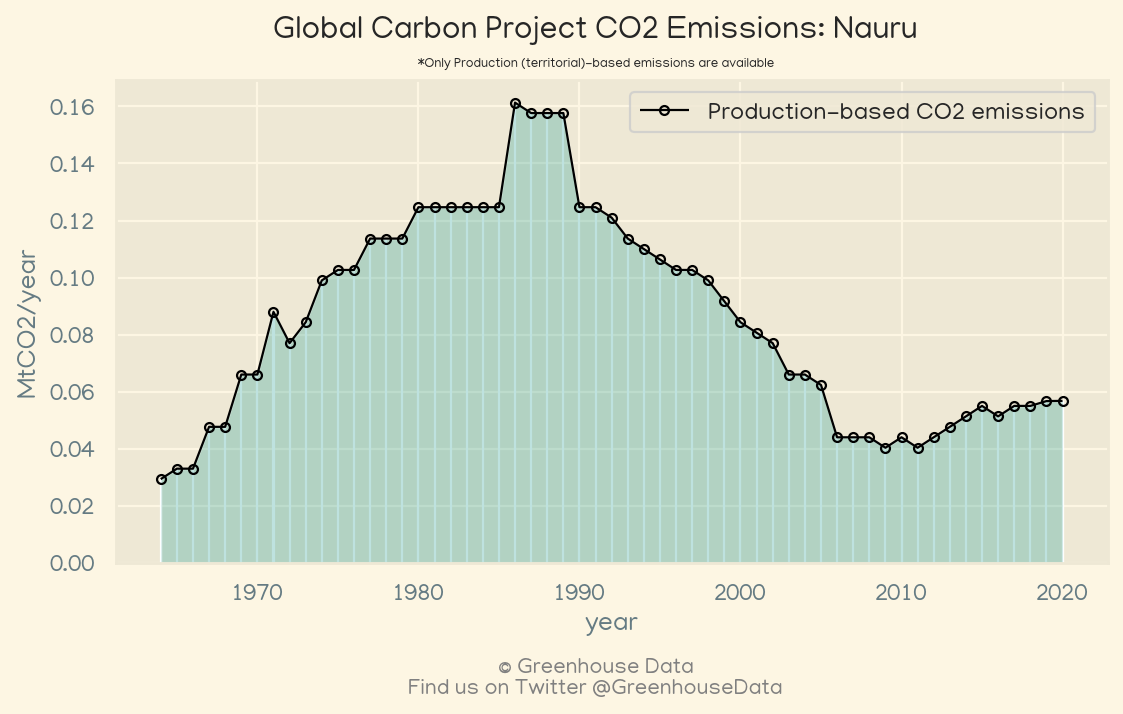 Global Carbon Project CO2 Emissions: Nauru
*Only Production (territorial)-based emissions are available
Production-based CO2 emissions
MtCO2/year
0.16
0.14
0.12
0.10
0.08
0.06
0.04
0.02
0.00
1970 1980 1990 2000 2010 2020
year
© Greenhouse Data
Find us on Twitter @GreenhouseData